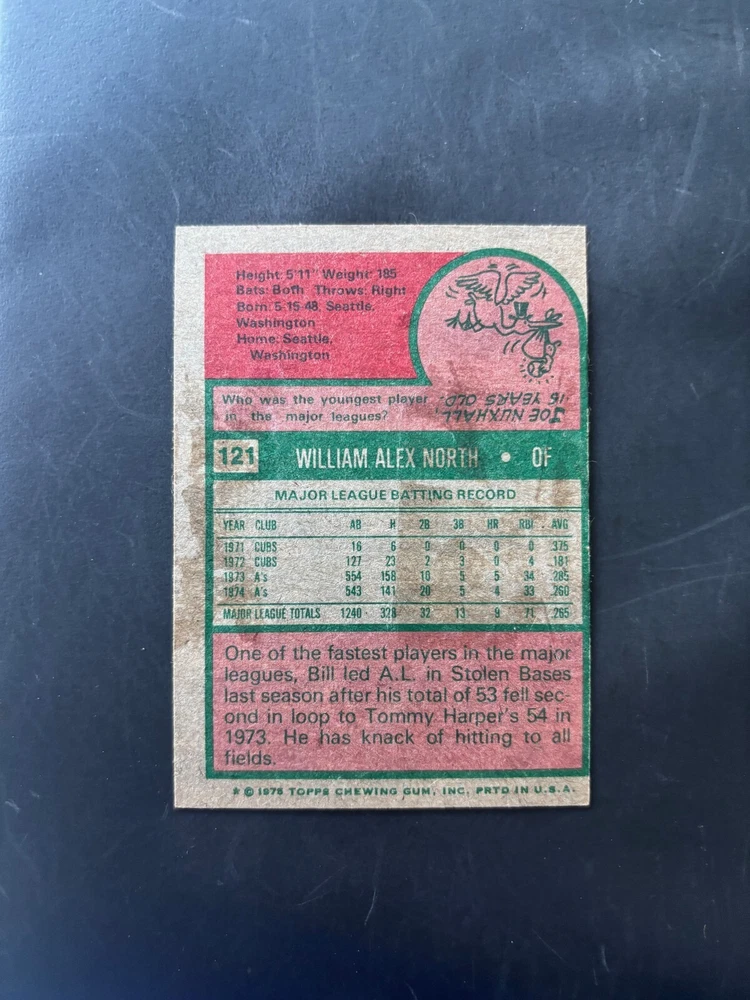 Height: 5'11" Weight: 185
Bats: Both Throws: Right
Born: 5-15-48, Seattle,
Washington
Home: Seattle,
Washington
Who was the youngest player
in the major leagues?
JOE NUXHALL,
16 YEARS OLD.
121 WILLIAM ALEX NORTH • OF
MAJOR LEAGUE BATTING RECORD
YEAR CLUB AB H 2B 3B HR RBI AVG
1971 CUBS 16 6 0 0 0 0 .375
1972 CUBS 127 23 2 3 0 4 .181
1973 A's 554 158 10 5 5 34 .285
1974 A's 543 141 20 5 4 33 .260
MAJOR LEAGUE TOTALS 1240 328 32 13 9 71 .265
One of the fastest players in the major
leagues, Bill led A.L. in Stolen Bases
last season after his total of 53 fell sec-
ond in loop to Tommy Harper's 54 in
1973. He has knack of hitting to all
fields.
* © 1975 TOPPS CHEWING GUM, INC. PRTD IN U.S.A.